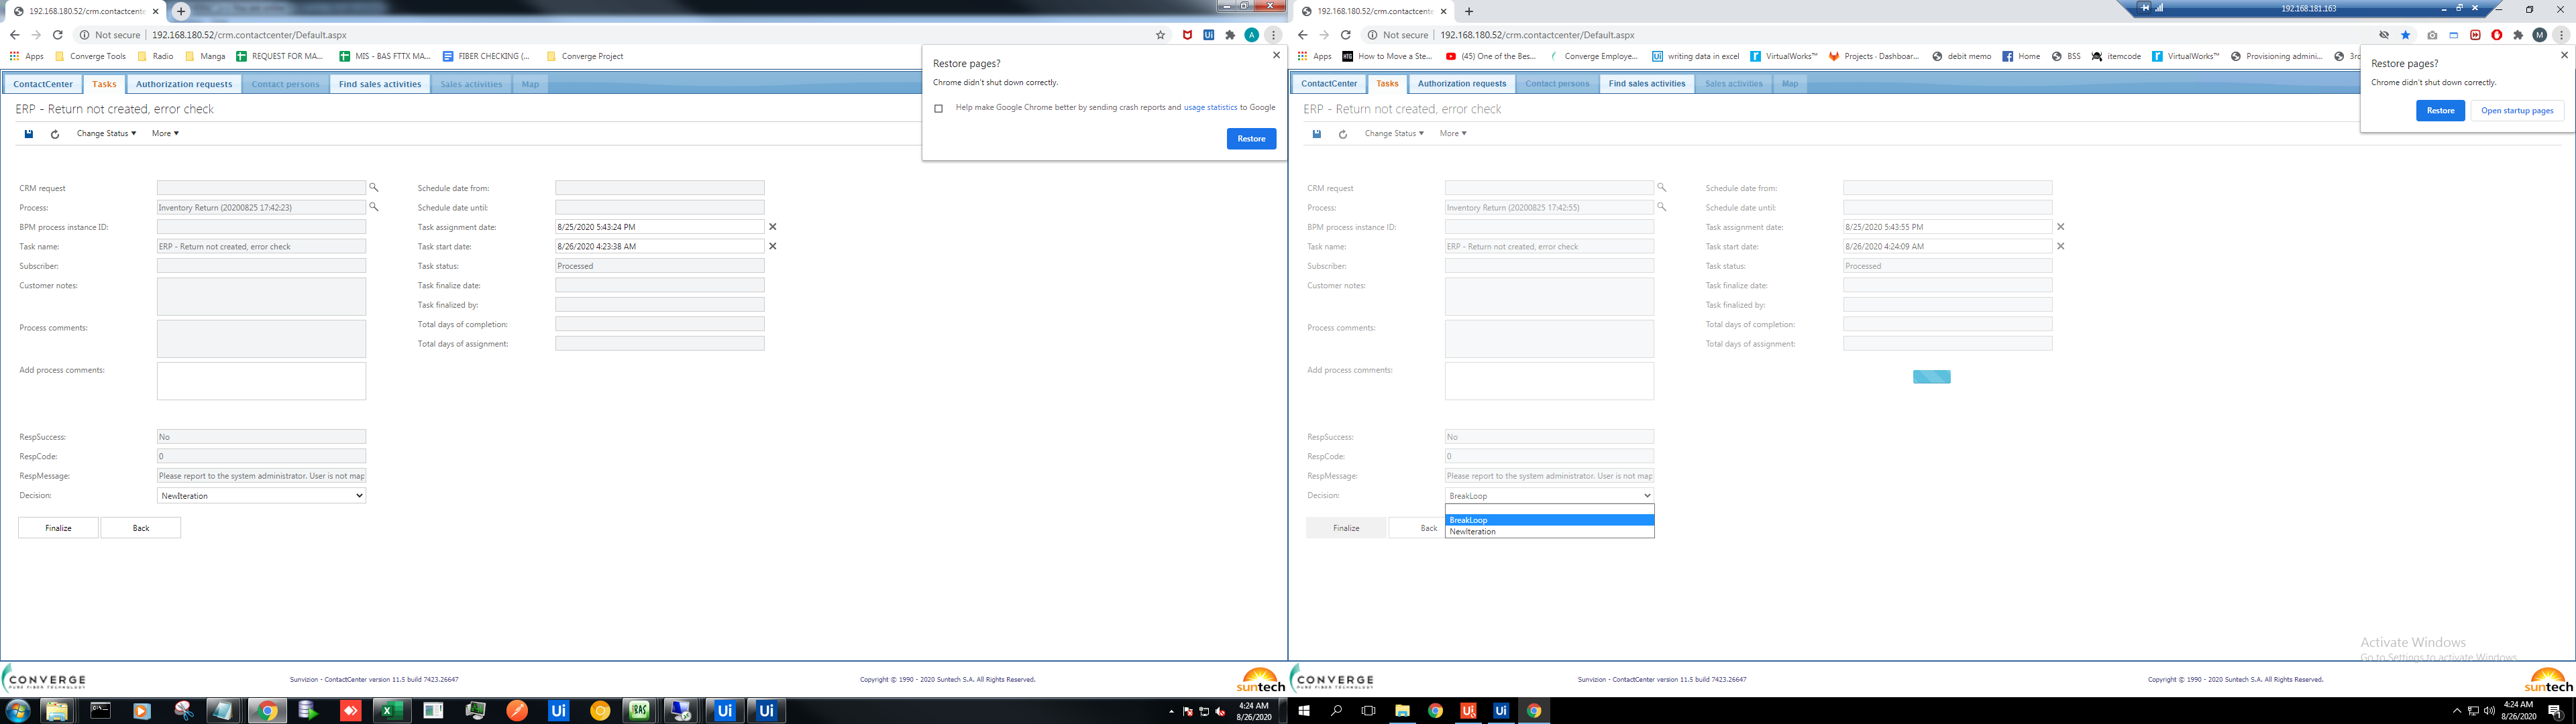 192.168.180.52/crm.contactcenter
Not secure 192.168.180.52/crm.contactcenter/Default.aspx
Apps Converge Tools Radio Manga REQUEST FOR MA... MIS - BAS FTTX MA... FIBER CHECKING (... Converge Project
ContactCenter Tasks Authorization requests Contact persons Find sales activities Sales activities Map
Restore pages?
Chrome didn't shut down correctly.
Help make Google Chrome better by sending crash reports and usage statistics to Google
Restore
ERP - Return not created, error check
Change Status More
CRM request
Process: Inventory Return (20200825 17:42:23)
BPM process instance ID:
Task name: ERP - Return not created, error check
Subscriber:
Customer notes:
Process comments:
Add process comments:
Schedule date from:
Schedule date until:
Task assignment date: 8/25/2020 5:43:24 PM
Task start date: 8/26/2020 4:23:38 AM
Task status: Processed
Task finalize date:
Task finalized by:
Total days of completion:
Total days of assignment:
RespSuccess: No
RespCode: 0
RespMessage: Please report to the system administrator. User is not map
Decision: NewIteration
Finalize Back
CONVERGE
PURE FIBER TECHNOLOGY
Sunvizion - ContactCenter version 11.5 build 7423.26647
Copyright © 1990 - 2020 Suntech S.A. All Rights Reserved.
suntech
4:24 AM
8/26/2020
192.168.180.52/crm.contactcenter
192.168.181.163
Not secure 192.168.180.52/crm.contactcenter/Default.aspx
Apps How to Move a Ste... (45) One of the Bes... Converge Employe... writing data in excel VirtualWorks™ Projects - Dashboar... debit memo Home BSS itemcode VirtualWorks™ Provisioning admini... 3rd
ContactCenter Tasks Authorization requests Contact persons Find sales activities Sales activities Map
Restore pages?
Chrome didn't shut down correctly.
Restore Open startup pages
ERP - Return not created, error check
Change Status More
CRM request
Process: Inventory Return (20200825 17:42:55)
BPM process instance ID:
Task name: ERP - Return not created, error check
Subscriber:
Customer notes:
Process comments:
Add process comments:
Schedule date from:
Schedule date until:
Task assignment date: 8/25/2020 5:43:55 PM
Task start date: 8/26/2020 4:24:09 AM
Task status: Processed
Task finalize date:
Task finalized by:
Total days of completion:
Total days of assignment:
RespSuccess: No
RespCode: 0
RespMessage: Please report to the system administrator. User is not map
Decision: BreakLoop
BreakLoop
NewIteration
Finalize Back
Activate Windows
Go to Settings to activate Windows.
CONVERGE
PURE FIBER TECHNOLOGY
Sunvizion - ContactCenter version 11.5 build 7423.26647
Copyright © 1990 - 2020 Suntech S.A. All Rights Reserved.
suntech
4:24 AM
8/26/2020